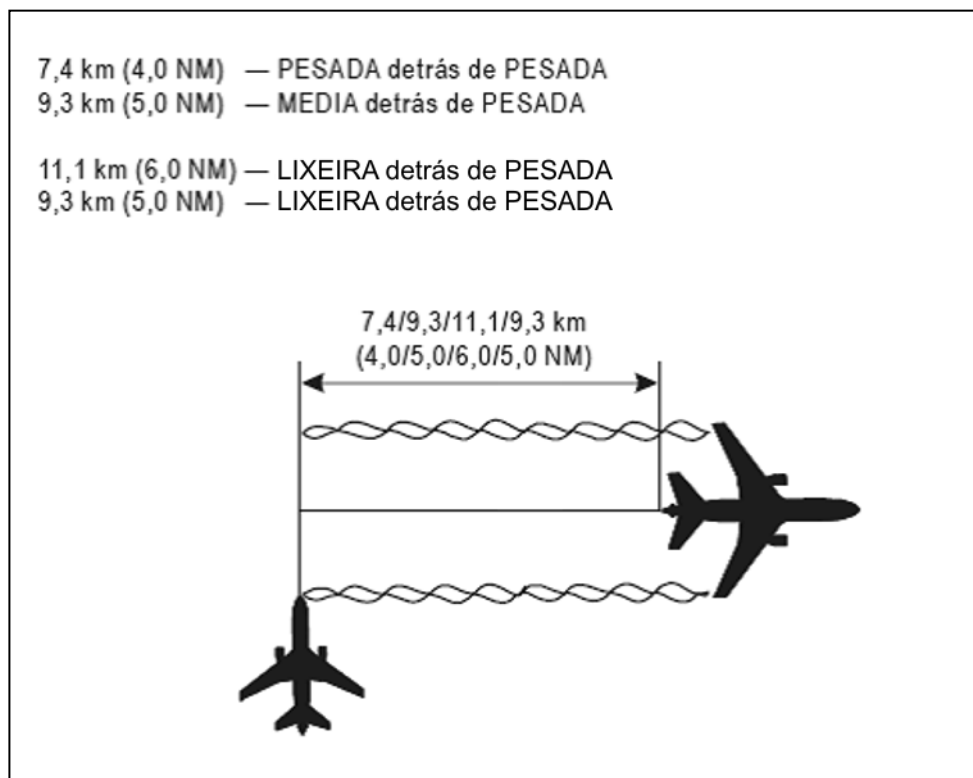 7,4 km (4,0 NM) — PESADA detrás de PESADA
9,3 km (5,0 NM) — MEDIA detrás de PESADA
11,1 km (6,0 NM) — LIXEIRA detrás de PESADA
9,3 km (5,0 NM) — LIXEIRA detrás de PESADA
7,4/9,3/11,1/9,3 km
(4,0/5,0/6,0/5,0 NM)